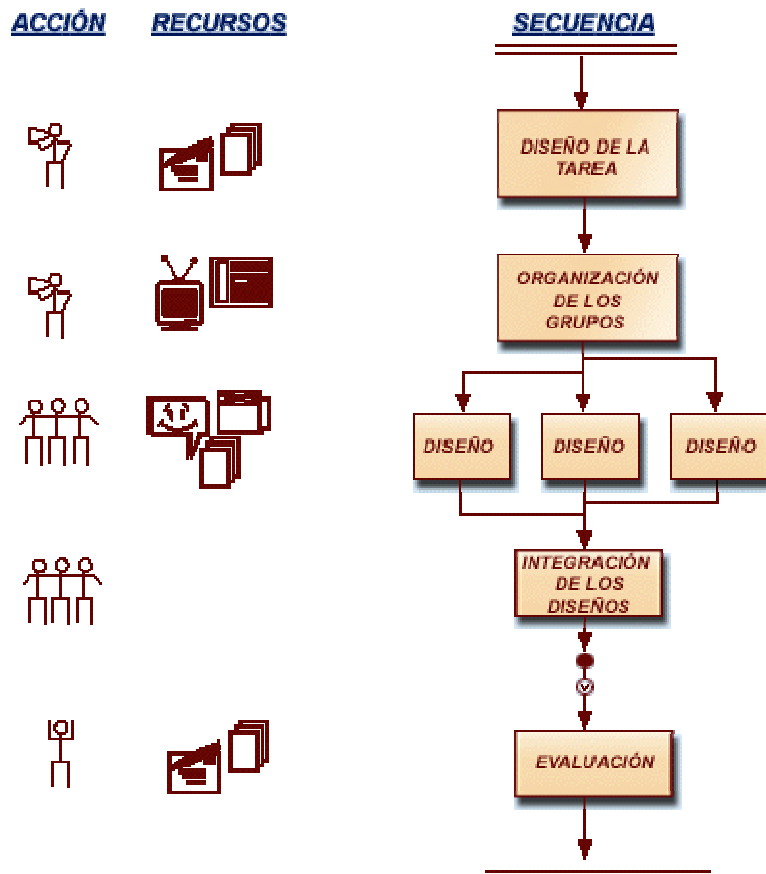 ACCIÓN
RECURSOS
SECUENCIA
DISEÑO DE LA
TAREA
ORGANIZACIÓN
DE LOS
GRUPOS
DISEÑO
DISEÑO
DISEÑO
INTEGRACIÓN
DE LOS
DISEÑOS
V
EVALUACIÓN